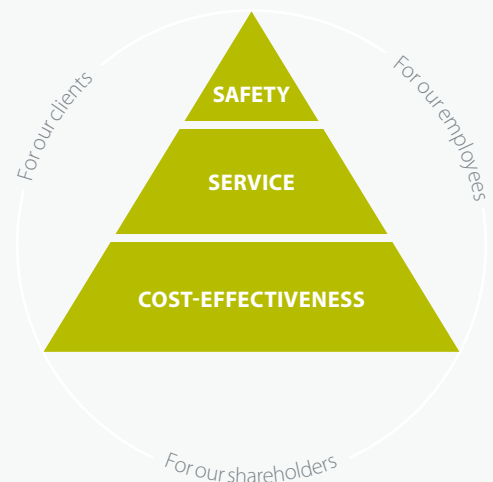 For our clients
For our employees
SAFETY
SERVICE
COST-EFFECTIVENESS
For our shareholders